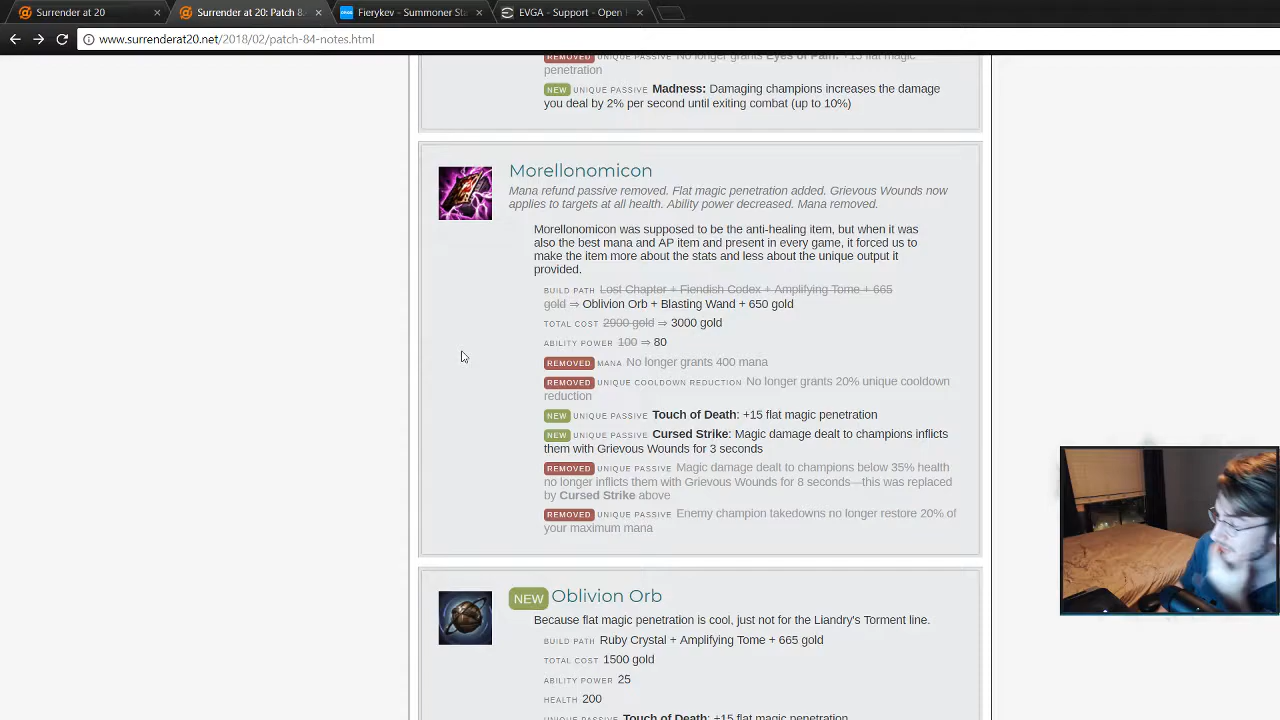 Surrender at 20
Surrender at 20: Patch 8.
Fierykev - Summoner St
EVGA - Support - Open
www.surrenderat20.net/2018/02/patch-84-notes.html
REMOVED UNIQUE PASSIVE No longer grants Eyes of Pain: +15 flat magic
penetration
NEW UNIQUE PASSIVE Madness: Damaging champions increases the damage
you deal by 2% per second until exiting combat (up to 10%)
Morellonomicon
Mana refund passive removed. Flat magic penetration added. Grievous Wounds now
applies to targets at all health. Ability power decreased. Mana removed.
Morellonomicon was supposed to be the anti-healing item, but when it was
also the best mana and AP item and present in every game, it forced us to
make the item more about the stats and less about the unique output it
provided.
BUILD PATH Lost Chapter + Fiendish Codex + Amplifying Tome + 665
gold ⇒ Oblivion Orb + Blasting Wand + 650 gold
TOTAL COST 2900 gold ⇒ 3000 gold
ABILITY POWER 100 ⇒ 80
REMOVED MANA No longer grants 400 mana
REMOVED UNIQUE COOLDOWN REDUCTION No longer grants 20% unique cooldown
reduction
NEW UNIQUE PASSIVE Touch of Death: +15 flat magic penetration
NEW UNIQUE PASSIVE Cursed Strike: Magic damage dealt to champions inflicts
them with Grievous Wounds for 3 seconds
REMOVED UNIQUE PASSIVE Magic damage dealt to champions below 35% health
no longer inflicts them with Grievous Wounds for 8 seconds—this was replaced
by Cursed Strike above
REMOVED UNIQUE PASSIVE Enemy champion takedowns no longer restore 20% of
your maximum mana
NEW Oblivion Orb
Because flat magic penetration is cool, just not for the Liandry's Torment line.
BUILD PATH Ruby Crystal + Amplifying Tome + 665 gold
TOTAL COST 1500 gold
ABILITY POWER 25
HEALTH 200
UNIQUE PASSIVE Touch of Death: +15 flat magic penetration